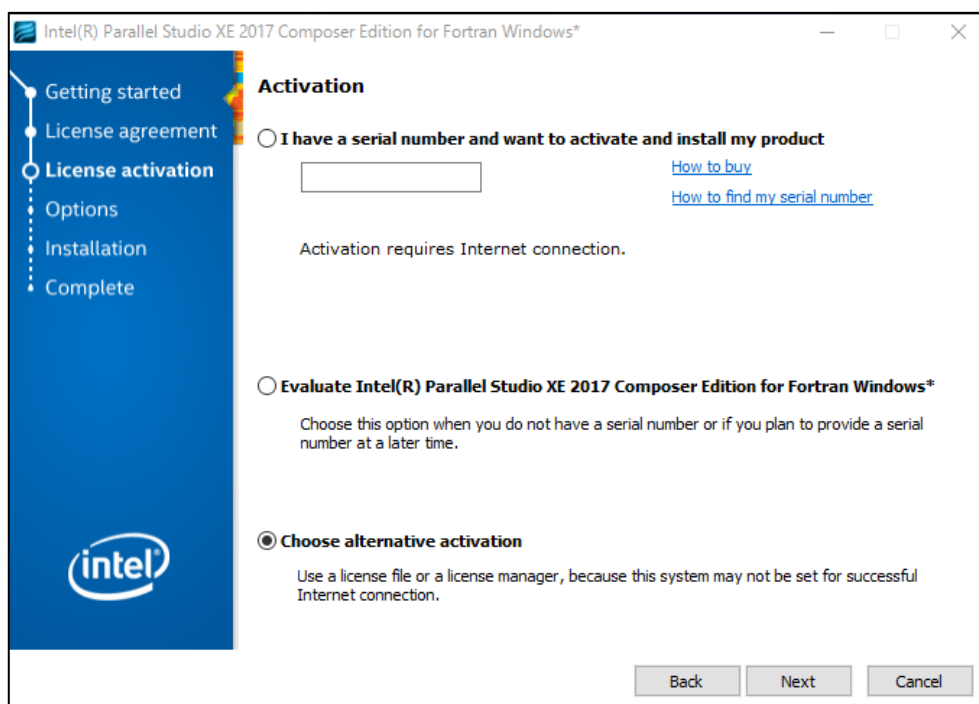 Intel(R) Parallel Studio XE 2017 Composer Edition for Fortran Windows*
Getting started
License agreement
License activation
Options
Installation
Complete
intel
Activation
I have a serial number and want to activate and install my product
How to buy
How to find my serial number
Activation requires Internet connection.
Evaluate Intel(R) Parallel Studio XE 2017 Composer Edition for Fortran Windows*
Choose this option when you do not have a serial number or if you plan to provide a serial
number at a later time.
Choose alternative activation
Use a license file or a license manager, because this system may not be set for successful
Internet connection.
Back
Next
Cancel